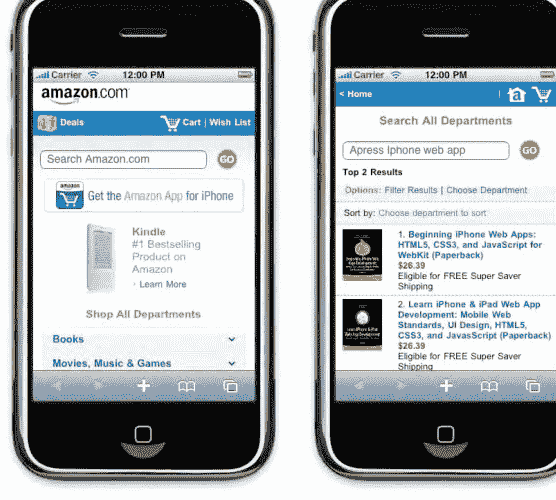 Carrier 12:00 PM
amazon.com
Deals Cart | Wish List
Search Amazon.com GO
amazon Get the Amazon App for iPhone
Kindle
#1 Bestselling
Product on
Amazon
› Learn More
Shop All Departments
Books
Movies, Music & Games
Carrier 12:00 PM
< Home | a
Search All Departments
Apress Iphone web app GO
Top 2 Results
Options: Filter Results | Choose Department
Sort by: Choose department to sort
1. Beginning iPhone Web Apps:
HTML5, CSS3, and JavaScript for
WebKit (Paperback)
$26.39
Eligible for FREE Super Saver
Shipping
2. Learn iPhone & iPad Web App
Development: Mobile Web
Standards, UI Design, HTML5,
CSS3, and JavaScript (Paperback)
$26.39
Eligible for FREE Super Saver
Shipping